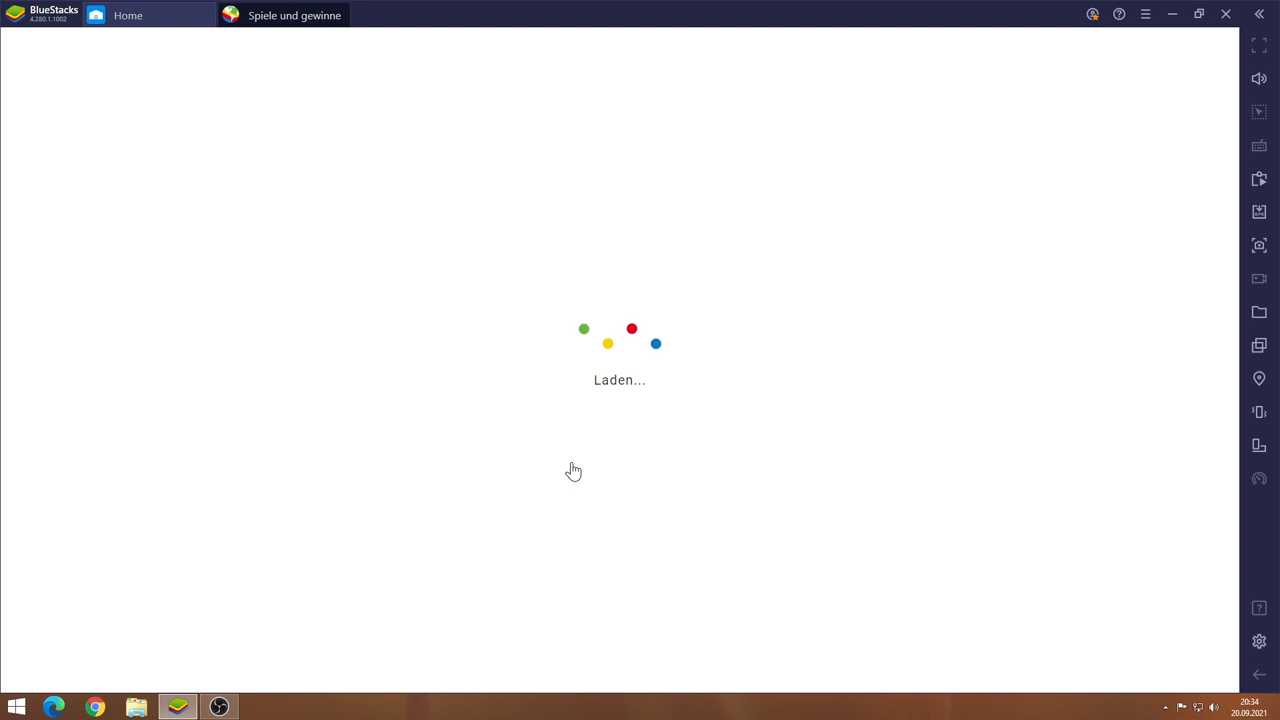 BlueStacks
4.280.1.1002
Home
Spiele und gewinne
Laden...
20:34
20.09.2021